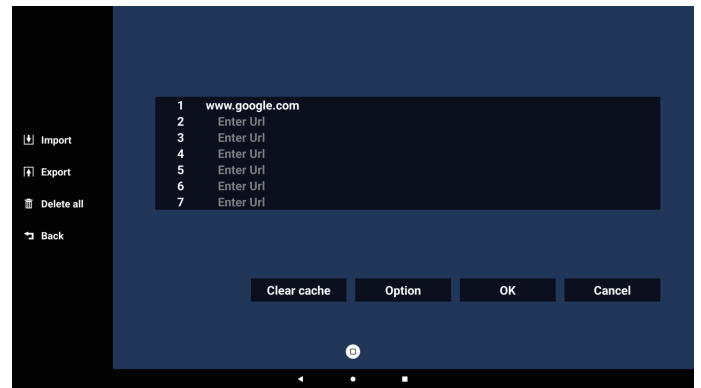 Import
Export
Delete all
Back
1 www.google.com
2 Enter Url
3 Enter Url
4 Enter Url
5 Enter Url
6 Enter Url
7 Enter Url
Clear cache Option OK Cancel